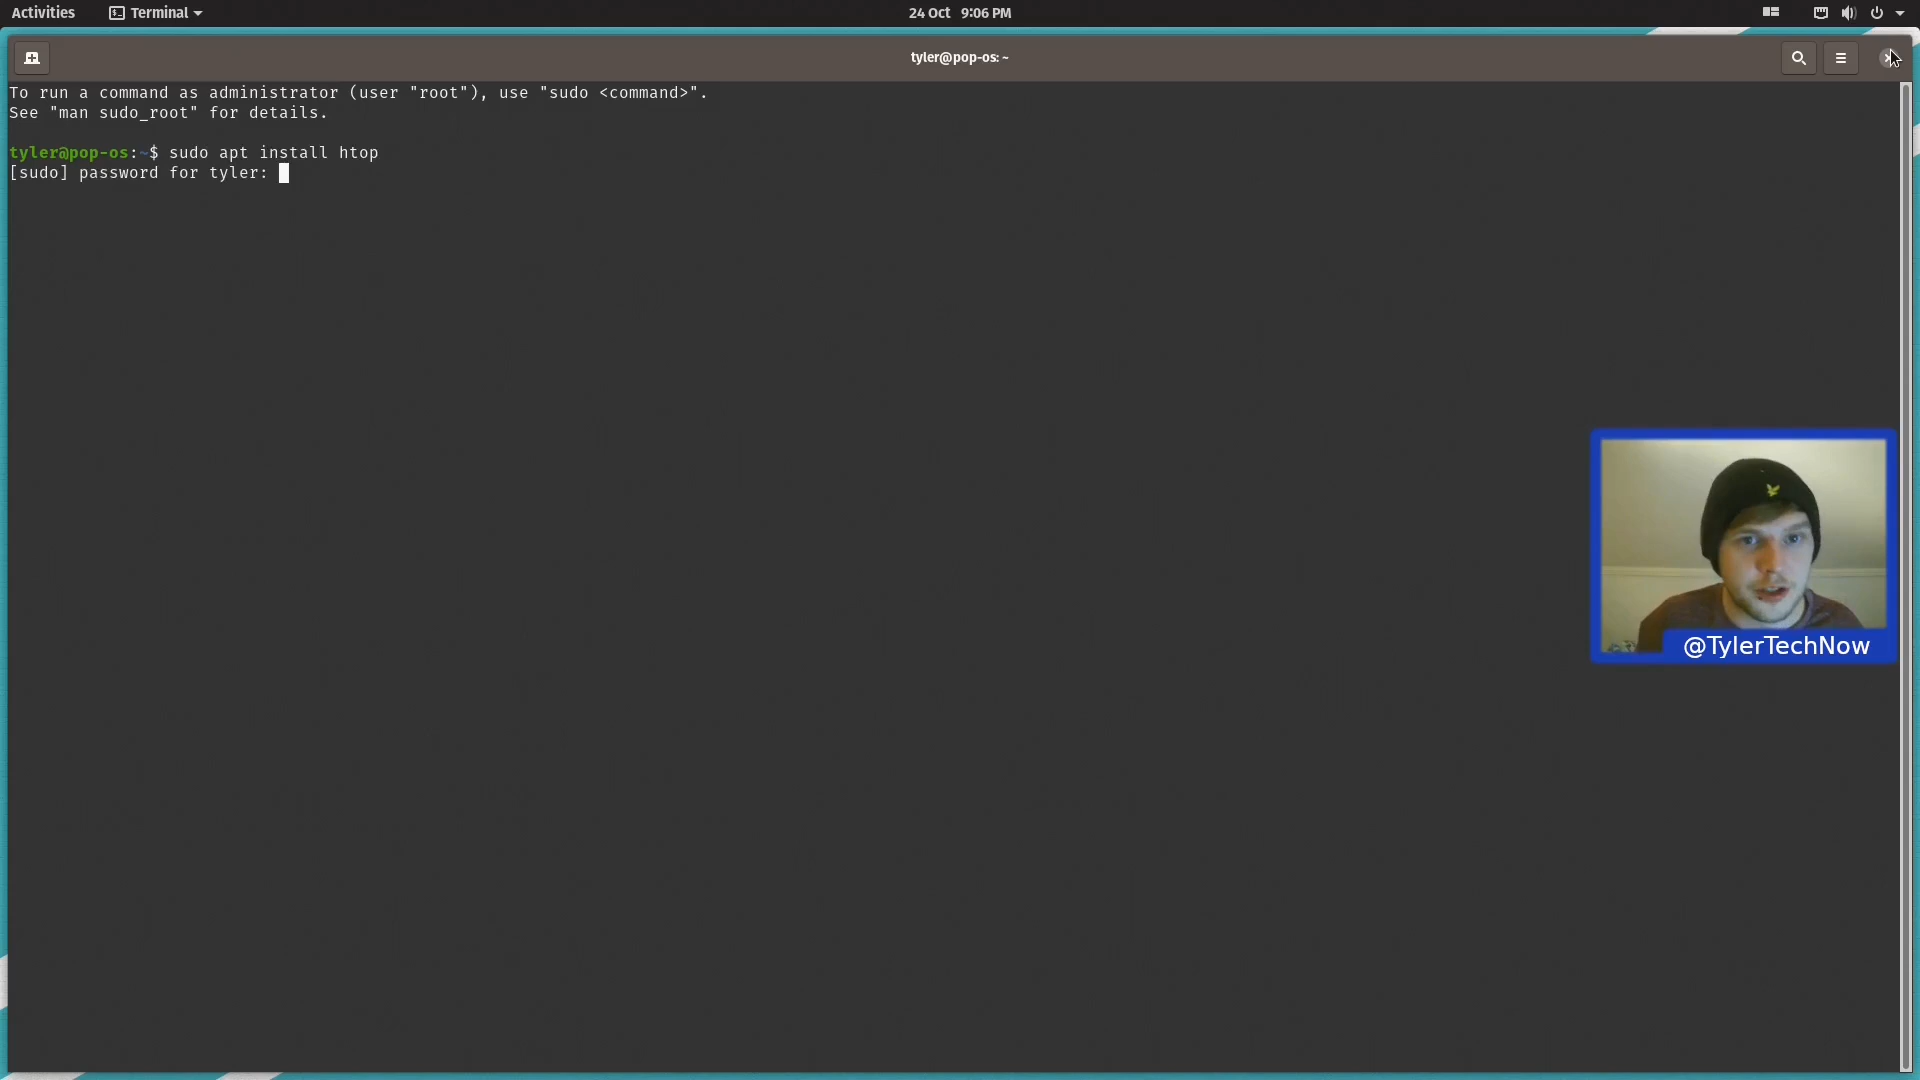 Activities Terminal 24 Oct 9:06 PM
tyler@pop-os: ~
To run a command as administrator (user "root"), use "sudo <command>".
See "man sudo_root" for details.
tyler@pop-os:~$ sudo apt install htop
[sudo] password for tyler:
@TylerTechNow